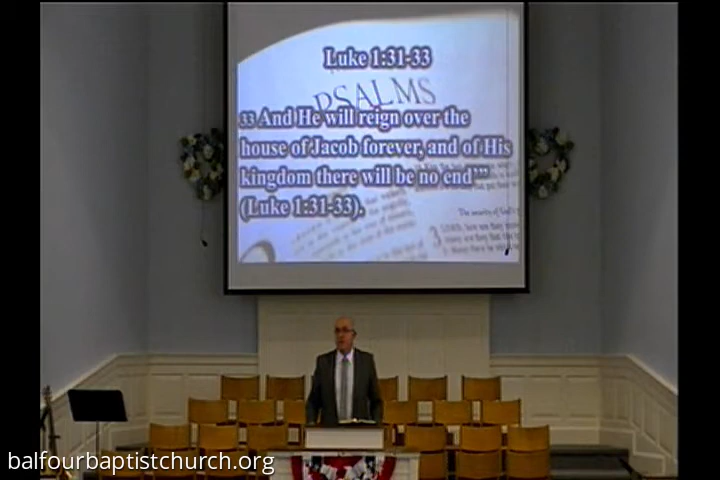 Luke 1:31-33
PSALMS
33 And He will reign over the
house of Jacob forever, and of His
kingdom there will be no end’”
(Luke 1:31-33).
3
balfourbaptistchurch.org